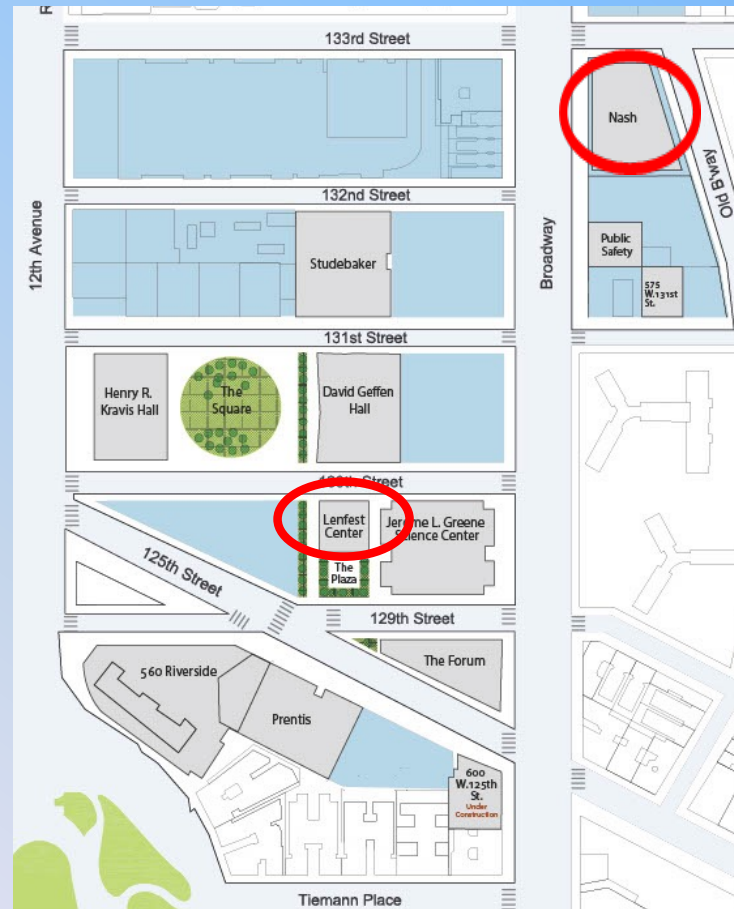 133rd Street
Nash
Old B'way
132nd Street
12th Avenue
Broadway
Studebaker
Public
Safety
575
W.131st
St.
131st Street
Henry R.
Kravis Hall
The
Square
David Geffen
Hall
Street
Lenfest
Center
Jerome L. Greene
Science Center
The
Plaza
125th Street
129th Street
The Forum
560 Riverside
Prentis
600
W.125th
St.
Under
Construction
Tiemann Place